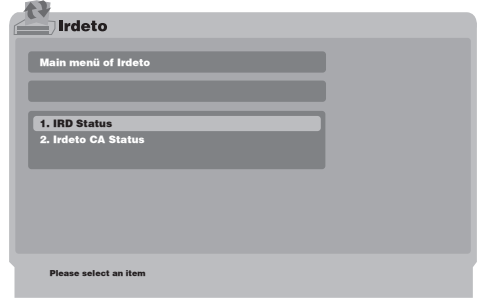 Irdeto
Main menü of Irdeto
1. IRD Status
2. Irdeto CA Status
Please select an item